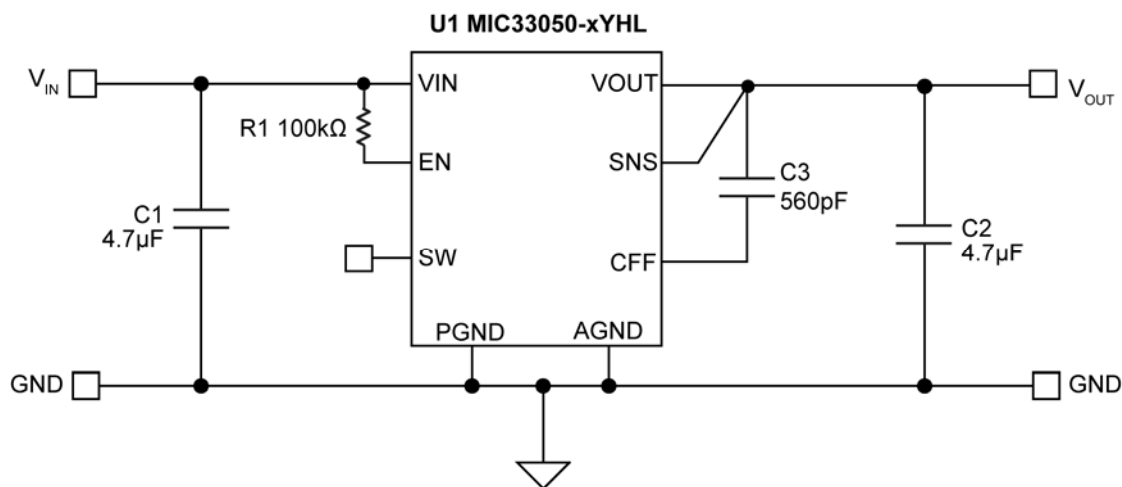 U1 MIC33050-xYHL
VIN
VIN
VOUT
VOUT
R1 100kΩ
EN
SNS
C3
560pF
C1
4.7µF
C2
4.7µF
SW
CFF
PGND
AGND
GND
GND